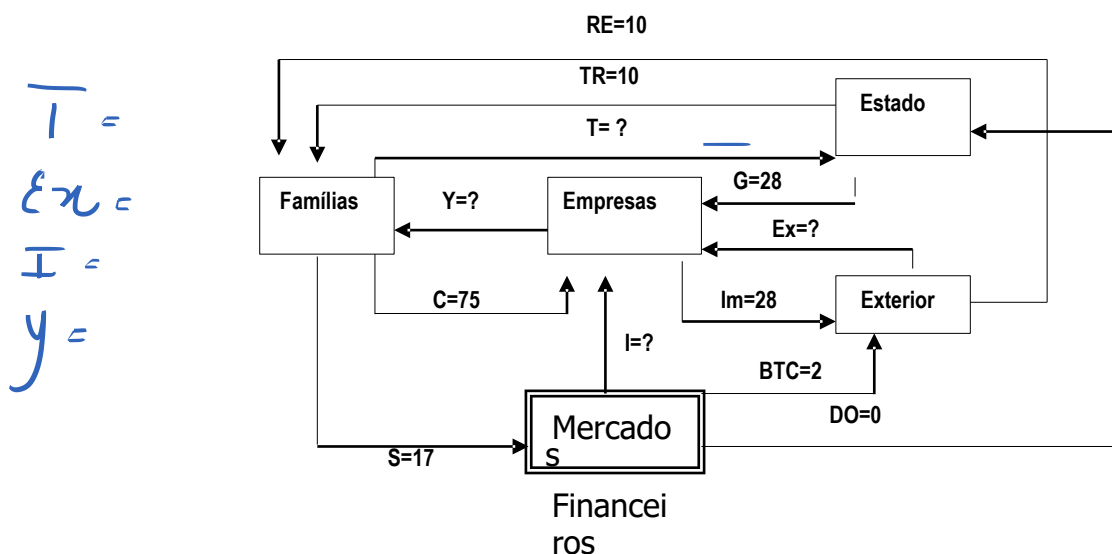 RE=10
TR=10
Estado
T= ?
T =
G=28
Famílias
Y=?
Empresas
Ex=?
Ex =
I =
C=75
Im=28
Exterior
y =
I=?
BTC=2
DO=0
Mercado
s
S=17
Financei
ros